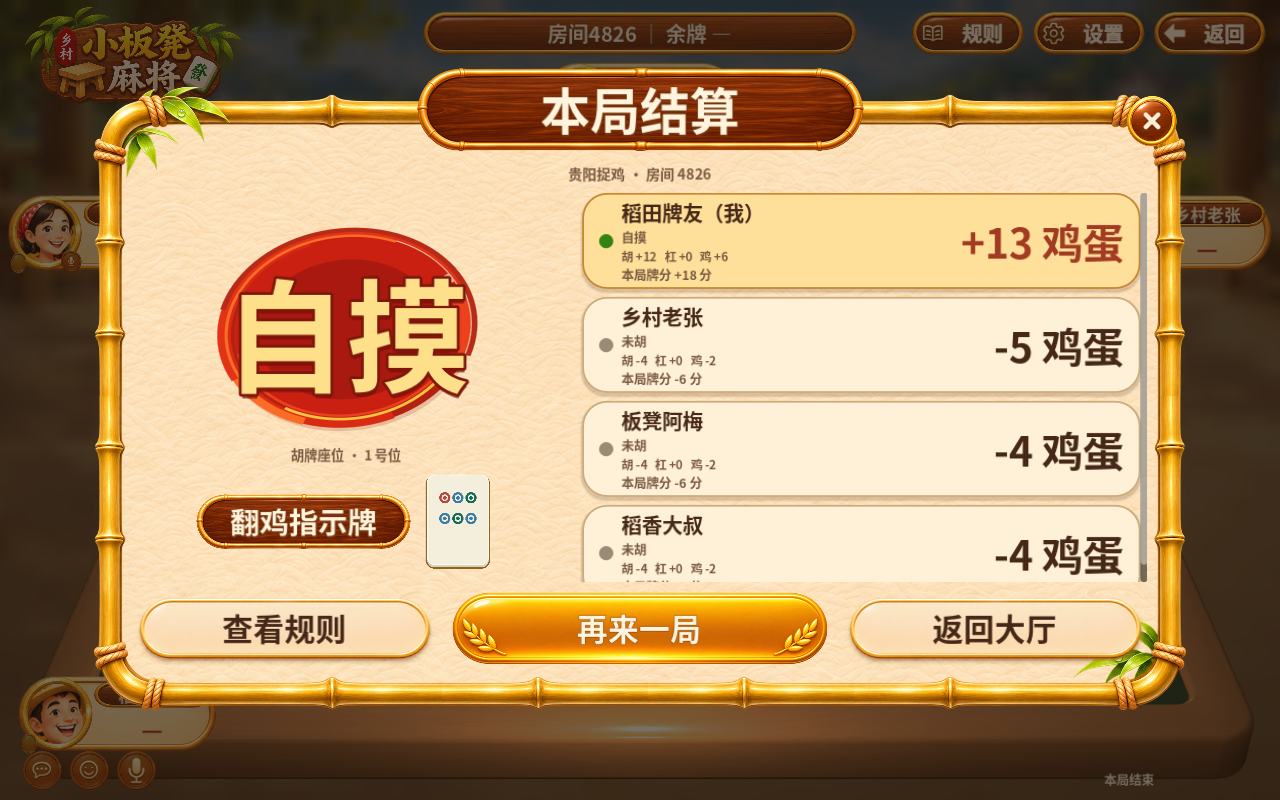 乡村
小板凳
麻将
發
房间4826 | 余牌 —
规则
设置
返回
本局结算
贵阳捉鸡 · 房间 4826
自摸
胡牌座位 · 1 号位
翻鸡指示牌
稻田牌友（我）
自摸
胡 +12 杠 +0 鸡 +6
本局牌分 +18 分
+13 鸡蛋
乡村老张
未胡
胡 -4 杠 +0 鸡 -2
本局牌分 -6 分
-5 鸡蛋
板凳阿梅
未胡
胡 -4 杠 +0 鸡 -2
本局牌分 -6 分
-4 鸡蛋
稻香大叔
未胡
胡 -4 杠 +0 鸡 -2
-4 鸡蛋
乡村老张
—
查看规则
再来一局
返回大厅
—
本局结束